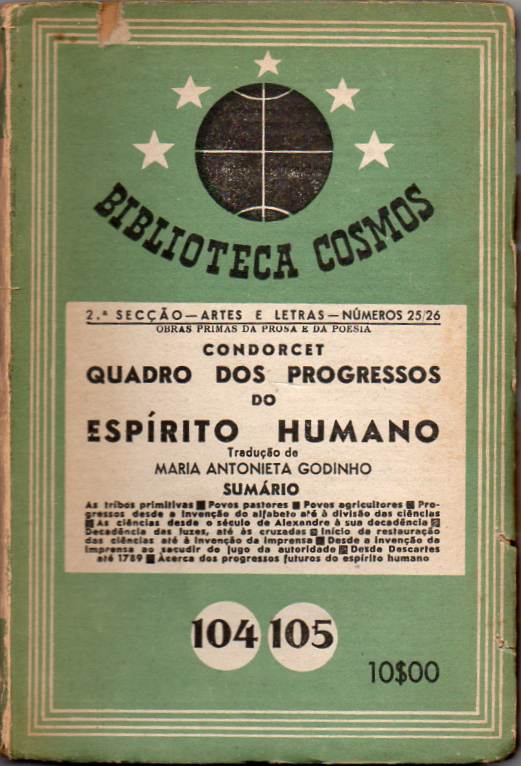 BIBLIOTECA COSMOS
2.ª SECÇÃO — ARTES E LETRAS — NÚMEROS 25/26
OBRAS PRIMAS DA PROSA E DA POESIA
CONDORCET
QUADRO DOS PROGRESSOS
DO
ESPÍRITO HUMANO
Tradução de
MARIA ANTONIETA GODINHO
SUMÁRIO
As tribos primitivas ■ Povos pastores ■ Povos agricultores ■ Pro-
gressos desde a invenção do alfabeto até à divisão das ciências
■ As ciências desde o século de Alexandre à sua decadência ■
Decadência das luzes, até às cruzadas ■ Início da restauração
das ciências até à invenção da imprensa ■ Desde a invenção da
imprensa ao sacudir do jugo da autoridade ■ Desde Descartes
até 1789 ■ Àcerca dos progressos futuros do espírito humano
104 105
10$00